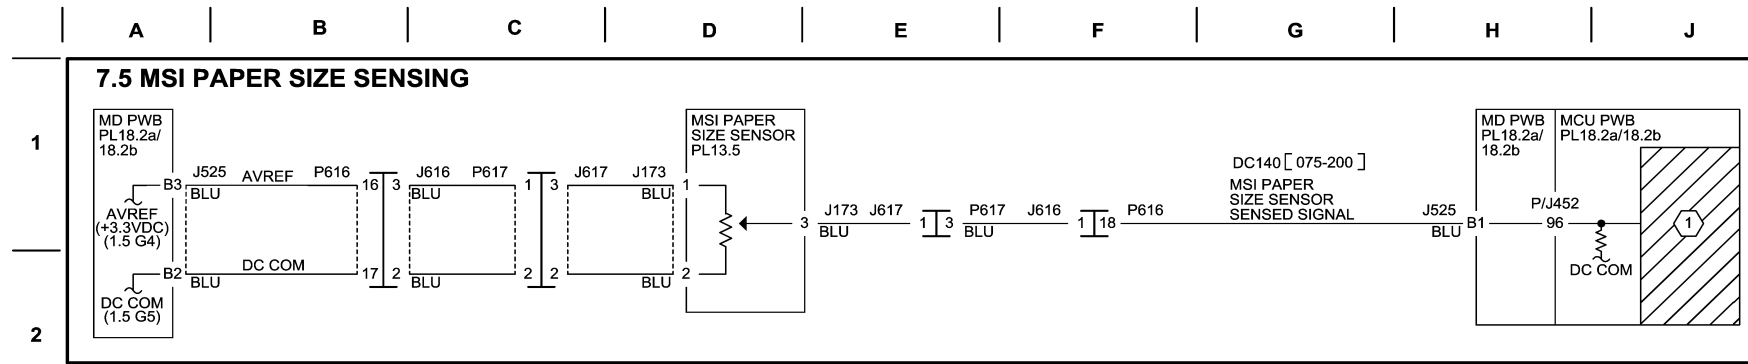 A B C D E F G H J
7.5 MSI PAPER SIZE SENSING
1
2
MD PWB
PL18.2a/
18.2b
B3
AVREF
(+3.3VDC)
(1.5 G4)
B2
DC COM
(1.5 G5)
J525 AVREF P616
BLU
16 3
J616 P617
BLU
1 3
J617 J173
BLU
1
DC COM
BLU
17 2
BLU
2 2
BLU
2
MSI PAPER
SIZE SENSOR
PL13.5
3
J173 J617
BLU
1 3
P617 J616
BLU
1 18
P616
DC140 [ 075-200 ]
MSI PAPER
SIZE SENSOR
SENSED SIGNAL
J525
BLU
B1
MD PWB
PL18.2a/
18.2b
MCU PWB
PL18.2a/18.2b
P/J452
96
DC COM
1